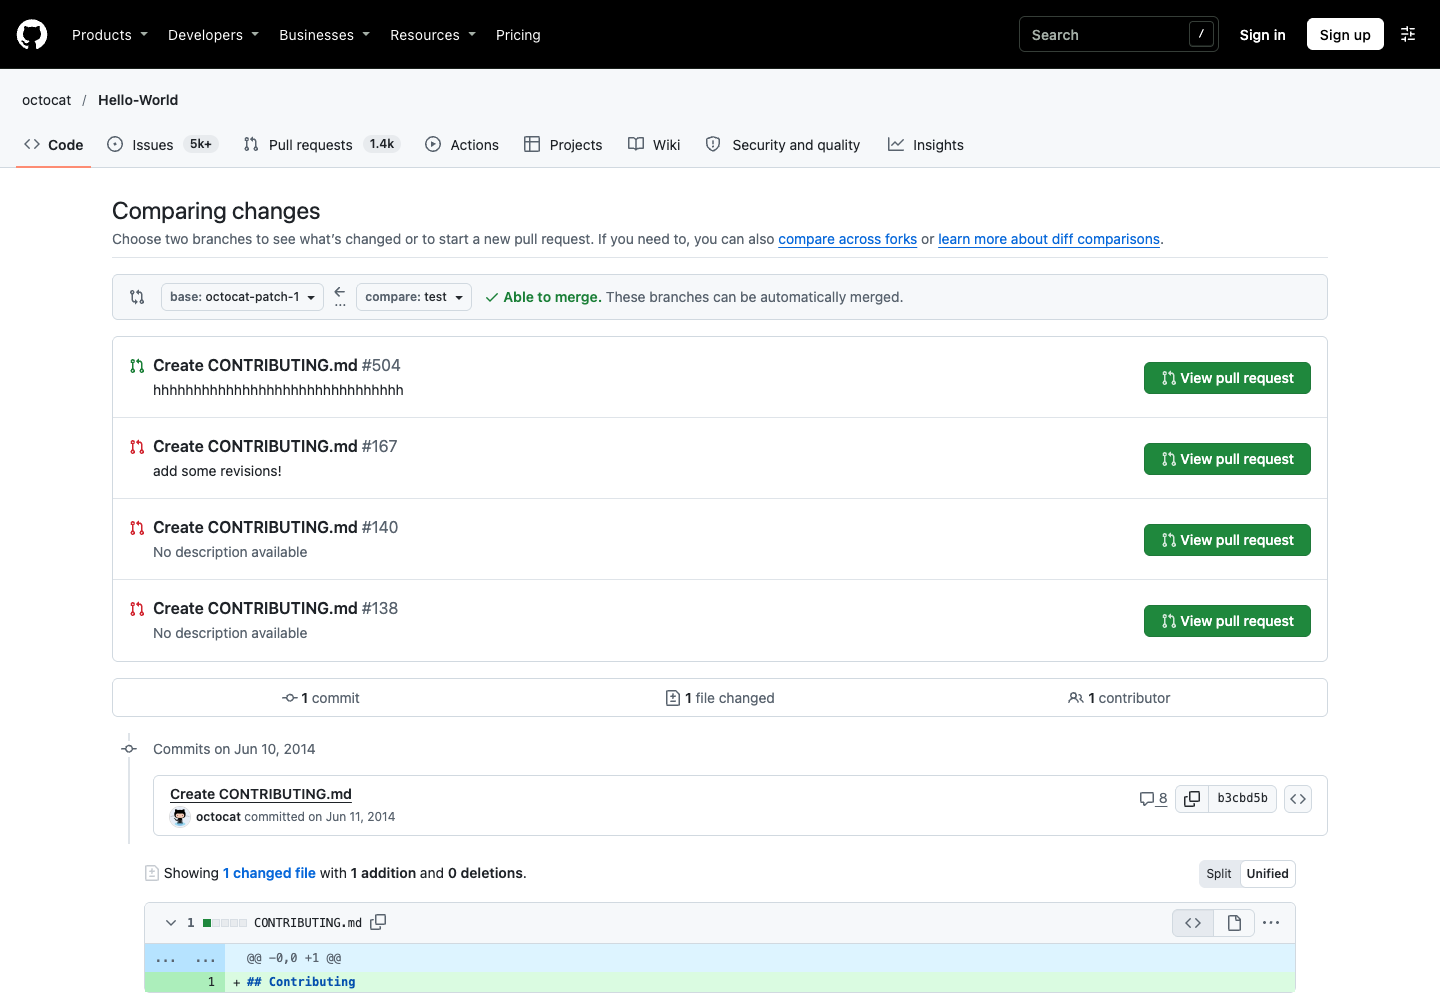 Products Developers Businesses Resources Pricing Search / Sign in Sign up
octocat / Hello-World
Code Issues 5k+ Pull requests 1.4k Actions Projects Wiki Security and quality Insights
Comparing changes
Choose two branches to see what's changed or to start a new pull request. If you need to, you can also compare across forks or learn more about diff comparisons.
base: octocat-patch-1 ... compare: test Able to merge. These branches can be automatically merged.
Create CONTRIBUTING.md #504
hhhhhhhhhhhhhhhhhhhhhhhhhhhhhhh
View pull request
Create CONTRIBUTING.md #167
add some revisions!
View pull request
Create CONTRIBUTING.md #140
No description available
View pull request
Create CONTRIBUTING.md #138
No description available
View pull request
1 commit 1 file changed 1 contributor
Commits on Jun 10, 2014
Create CONTRIBUTING.md
octocat committed on Jun 11, 2014
8 b3cbd5b
Showing 1 changed file with 1 addition and 0 deletions.
Split Unified
1 CONTRIBUTING.md
... ... @@ -0,0 +1 @@
1 + ## Contributing